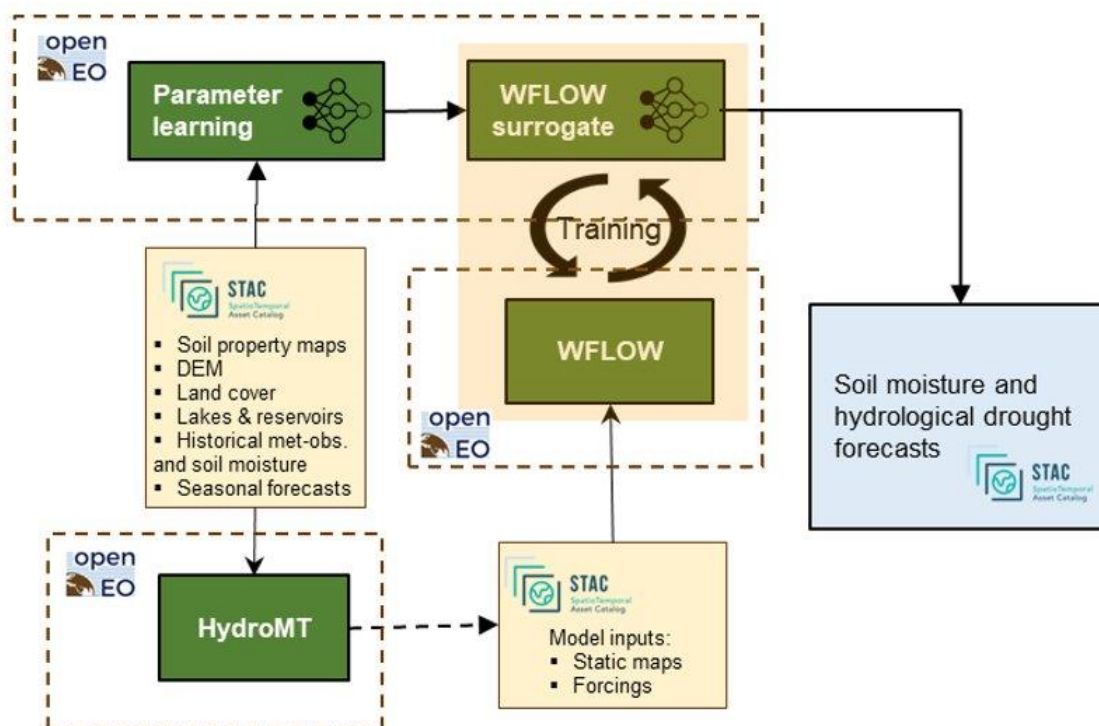 open
EO
Parameter
learning
WFLOW
surrogate
Training
STAC
SpatioTemporal
Asset Catalog
▪ Soil property maps
▪ DEM
▪ Land cover
▪ Lakes & reservoirs
▪ Historical met-obs.
and soil moisture
▪ Seasonal forecasts
WFLOW
open
EO
Soil moisture and
hydrological drought
forecasts
STAC
SpatioTemporal
Asset Catalog
open
EO
HydroMT
STAC
SpatioTemporal
Asset Catalog
Model inputs:
▪ Static maps
▪ Forcings